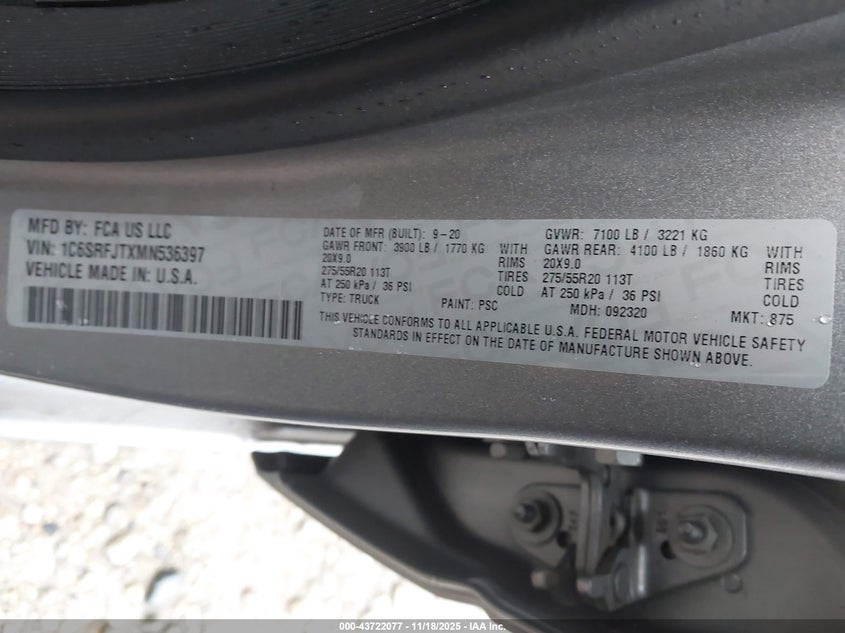 MFD BY: FCA US LLC
VIN: 1C6SRFJTXMN536397
VEHICLE MADE IN: U.S.A.
DATE OF MFR (BUILT): 9-20
GAWR FRONT: 3900 LB / 1770 KG WITH
20X9.0 RIMS
275/55R20 113T TIRES
AT 250 kPa / 36 PSI COLD
TYPE: TRUCK PAINT: PSC
GVWR: 7100 LB / 3221 KG
GAWR REAR: 4100 LB / 1860 KG WITH
20X9.0 RIMS
275/55R20 113T TIRES
AT 250 kPa / 36 PSI COLD
MDH: 092320 MKT: 875
THIS VEHICLE CONFORMS TO ALL APPLICABLE U.S.A. FEDERAL MOTOR VEHICLE SAFETY
STANDARDS IN EFFECT ON THE DATE OF MANUFACTURE SHOWN ABOVE.
000-43722077 - 11/18/2025 - IAA Inc.